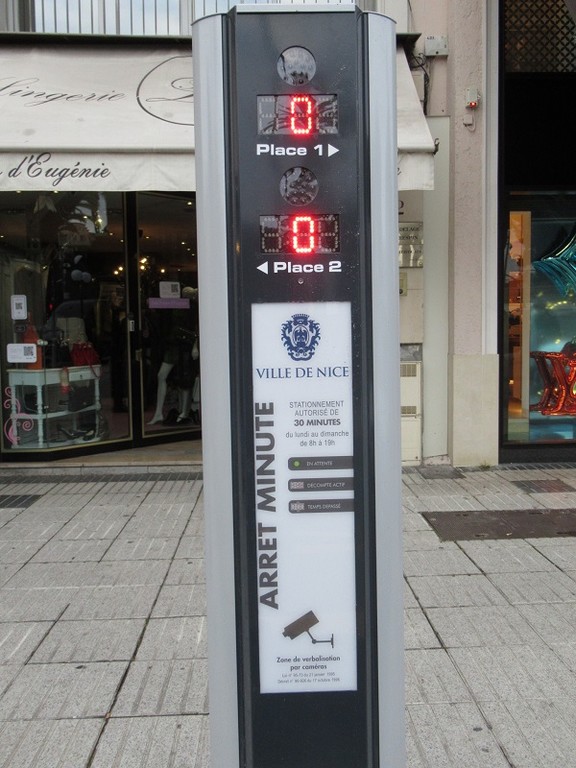 Lingerie
d'Eugénie
0
Place 1
0
Place 2
VILLE DE NICE
ARRET MINUTE
STATIONNEMENT
AUTORISÉ DE
30 MINUTES
du lundi au dimanche
de 8h à 19h
EN ATTENTE
DÉCOMPTE ACTIF
TEMPS DÉPASSÉ
Zone de verbalisation
par caméras